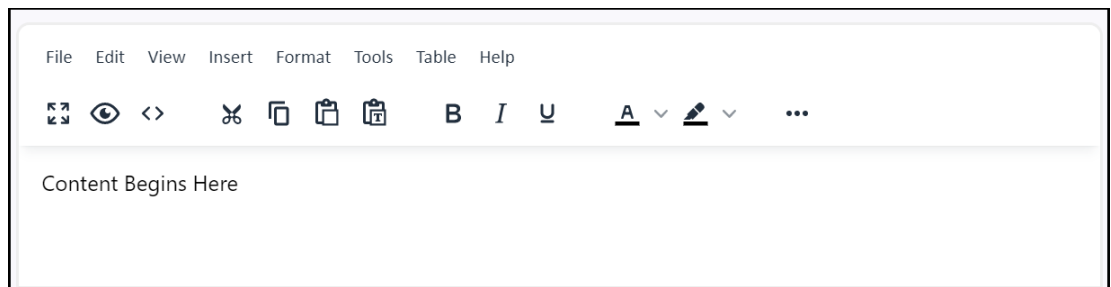 File Edit View Insert Format Tools Table Help
B I U A
Content Begins Here